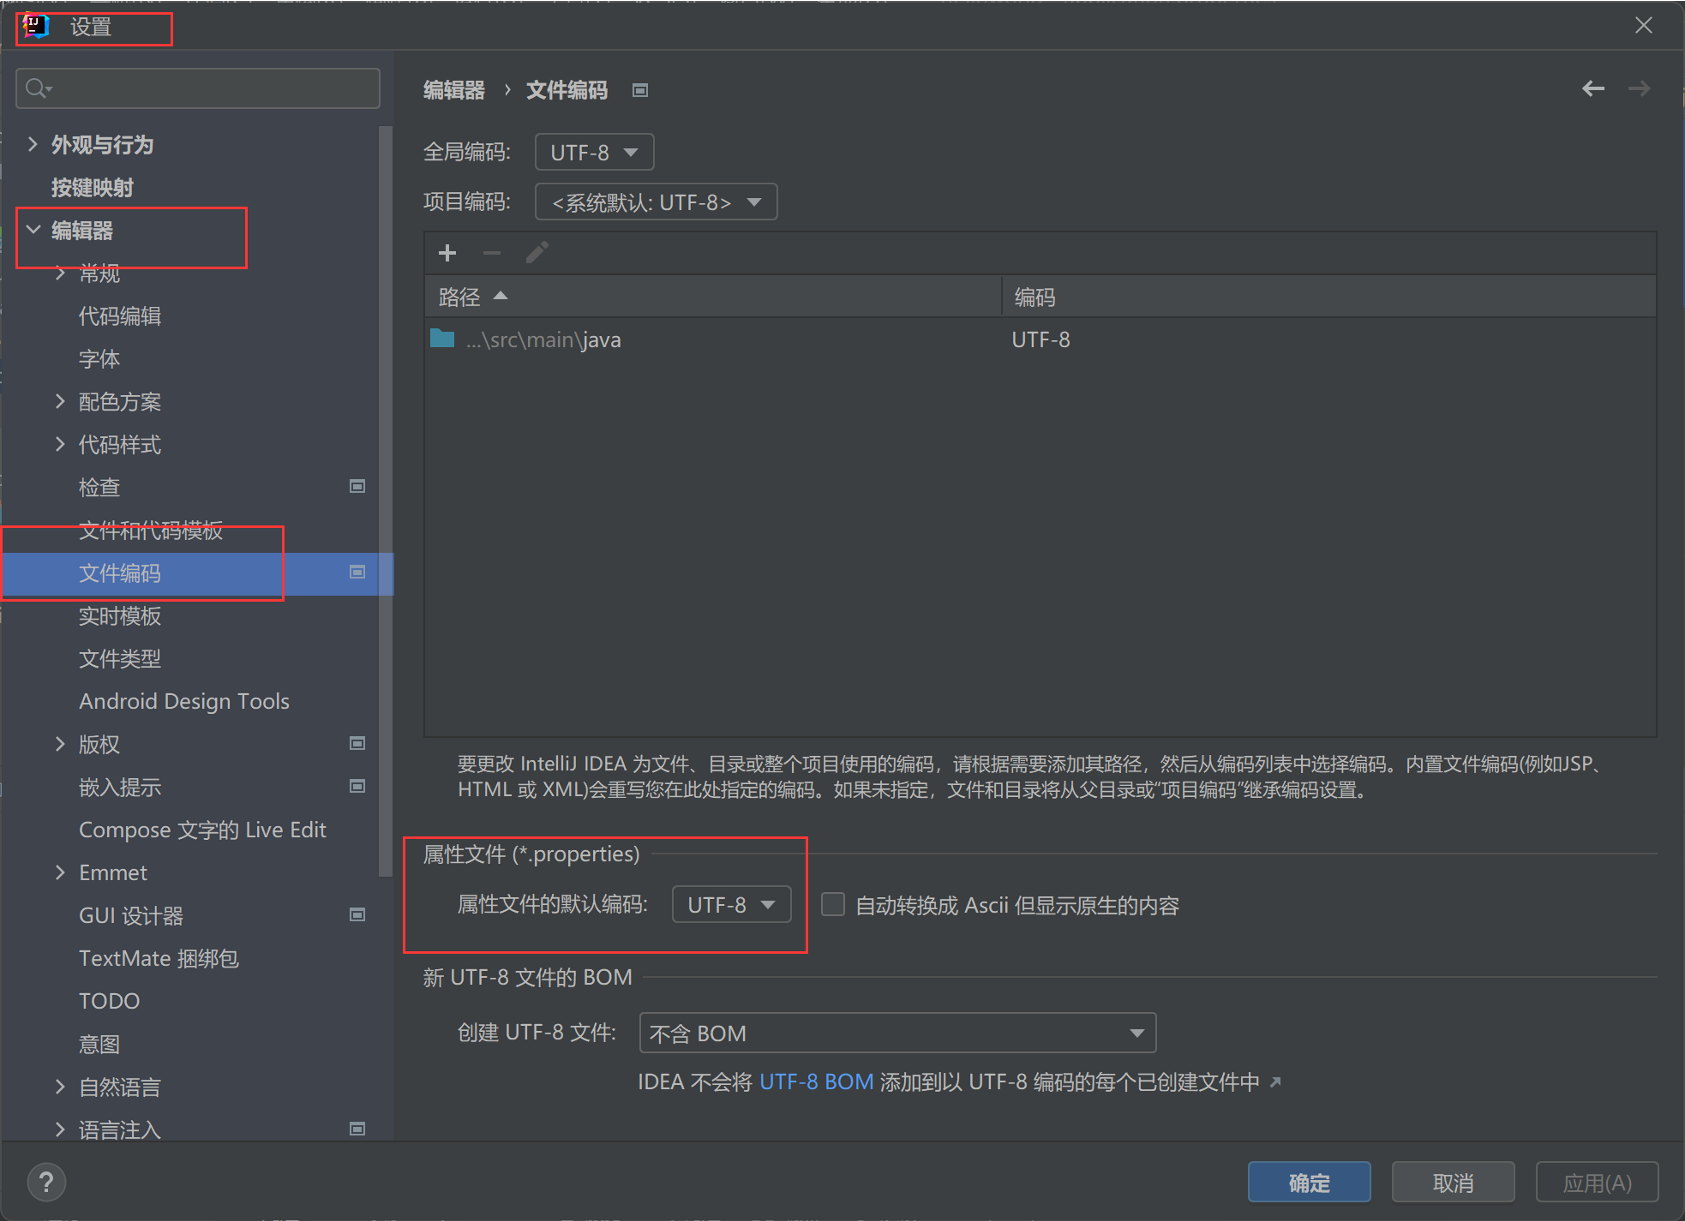 设置
外观与行为
按键映射
编辑器
常规
代码编辑
字体
配色方案
代码样式
检查
文件和代码模板
文件编码
实时模板
文件类型
Android Design Tools
版权
嵌入提示
Compose 文字的 Live Edit
Emmet
GUI 设计器
TextMate 捆绑包
TODO
意图
自然语言
语言注入
编辑器 › 文件编码
全局编码: UTF-8
项目编码: <系统默认: UTF-8>
路径 编码
...\src\main\java UTF-8
要更改 IntelliJ IDEA 为文件、目录或整个项目使用的编码，请根据需要添加其路径，然后从编码列表中选择编码。内置文件编码(例如JSP、
HTML 或 XML)会重写您在此处指定的编码。如果未指定，文件和目录将从父目录或“项目编码”继承编码设置。
属性文件 (*.properties)
属性文件的默认编码: UTF-8 自动转换成 Ascii 但显示原生的内容
新 UTF-8 文件的 BOM
创建 UTF-8 文件: 不含 BOM
IDEA 不会将 UTF-8 BOM 添加到以 UTF-8 编码的每个已创建文件中
? 确定 取消 应用(A)